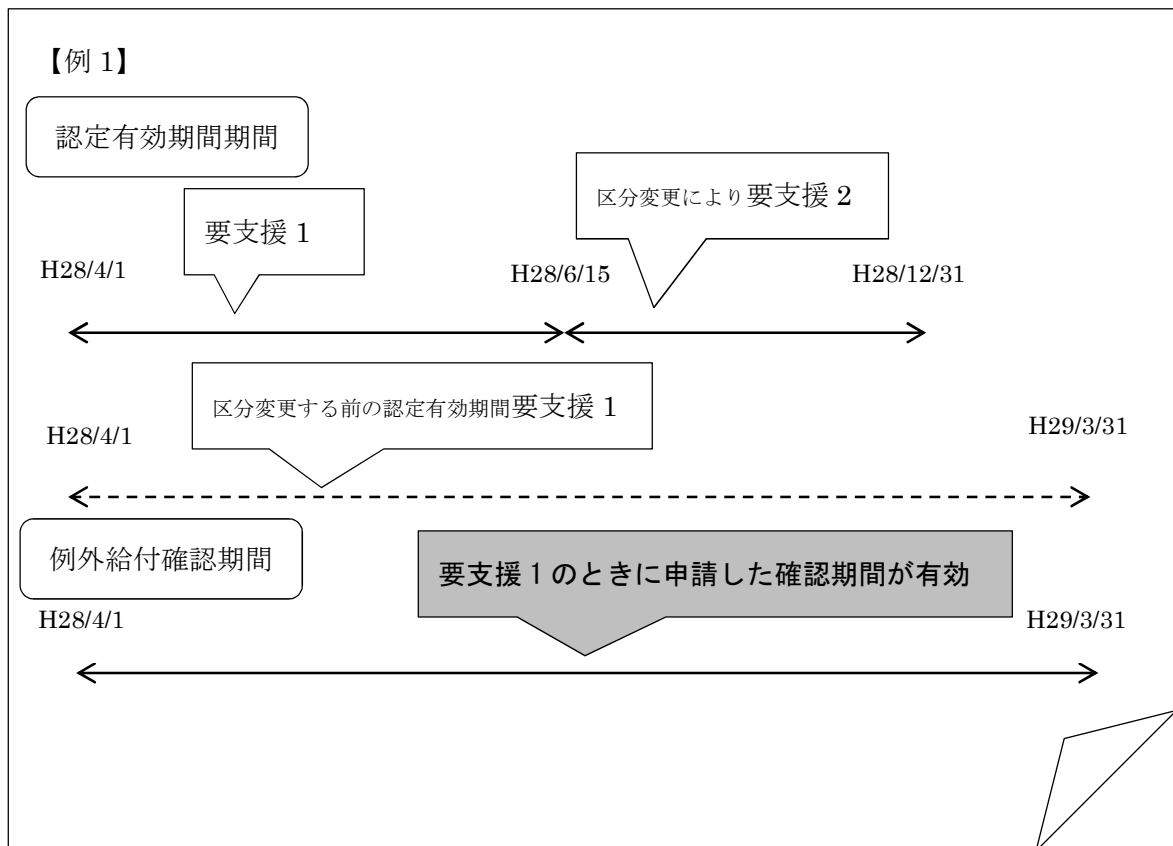 【例 1】
認定有効期間期間
区分変更により要支援 2
要支援 1
H28/4/1
H28/6/15
H28/12/31
区分変更する前の認定有効期間要支援 1
H28/4/1
H29/3/31
例外給付確認期間
要支援１のときに申請した確認期間が有効
H28/4/1
H29/3/31